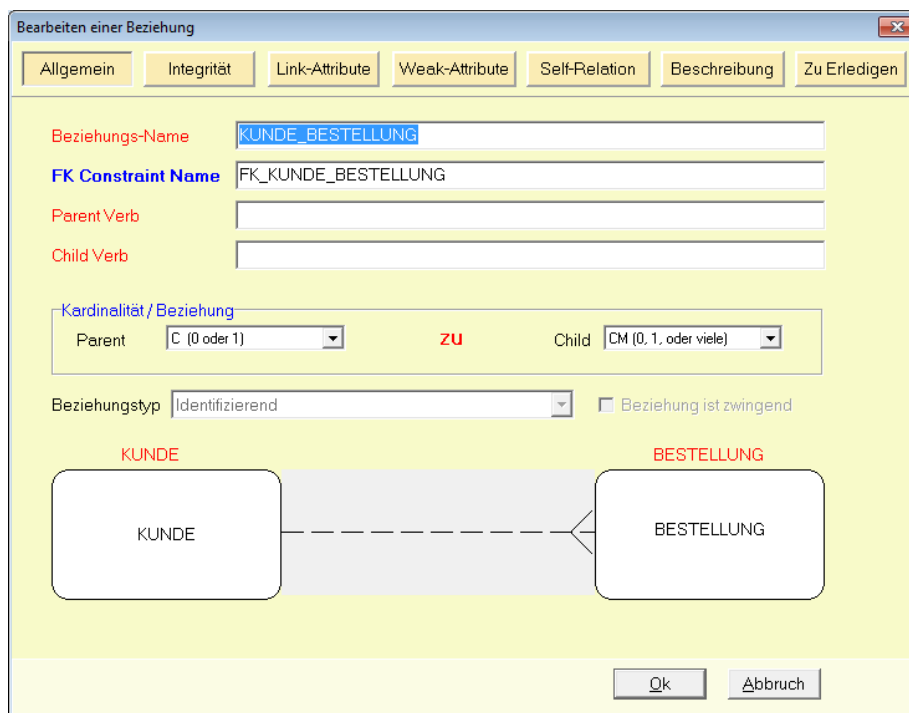 Bearbeiten einer Beziehung
Allgemein Integrität Link-Attribute Weak-Attribute Self-Relation Beschreibung Zu Erledigen
Beziehungs-Name KUNDE_BESTELLUNG
FK Constraint Name FK_KUNDE_BESTELLUNG
Parent Verb
Child Verb
Kardinalität / Beziehung
Parent C (0 oder 1) zu Child CM (0, 1, oder viele)
Beziehungstyp Identifizierend Beziehung ist zwingend
KUNDE BESTELLUNG
KUNDE BESTELLUNG
Ok Abbruch